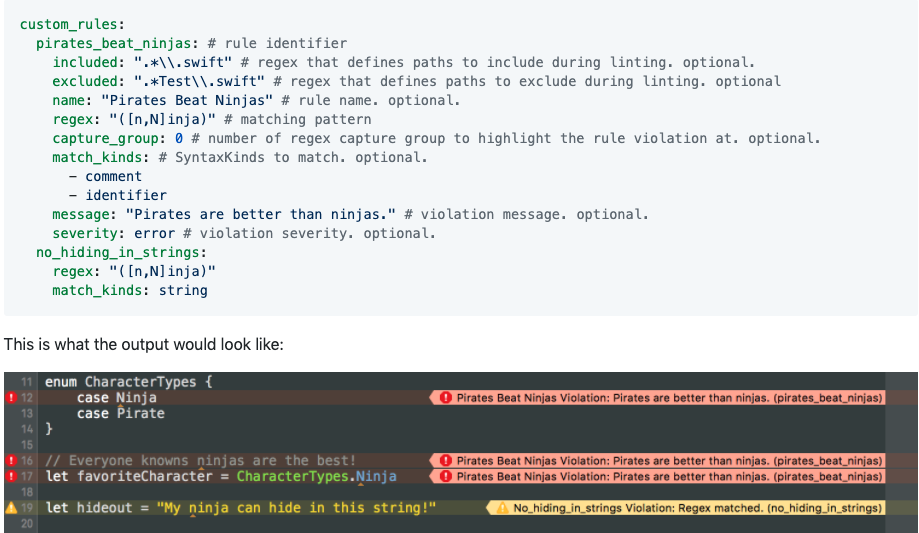 custom_rules:
pirates_beat_ninjas: # rule identifier
included: ".*\\.swift" # regex that defines paths to include during linting. optional.
excluded: ".*Test\\.swift" # regex that defines paths to exclude during linting. optional
name: "Pirates Beat Ninjas" # rule name. optional.
regex: "([n,N]inja)" # matching pattern
capture_group: 0 # number of regex capture group to highlight the rule violation at. optional.
match_kinds: # SyntaxKinds to match. optional.
- comment
- identifier
message: "Pirates are better than ninjas." # violation message. optional.
severity: error # violation severity. optional.
no_hiding_in_strings:
regex: "([n,N]inja)"
match_kinds: string
This is what the output would look like:
11 enum CharacterTypes {
12 case Ninja Pirates Beat Ninjas Violation: Pirates are better than ninjas. (pirates_beat_ninjas)
13 case Pirate
14 }
15
16 // Everyone knowns ninjas are the best! Pirates Beat Ninjas Violation: Pirates are better than ninjas. (pirates_beat_ninjas)
17 let favoriteCharacter = CharacterTypes.Ninja Pirates Beat Ninjas Violation: Pirates are better than ninjas. (pirates_beat_ninjas)
18
19 let hideout = "My ninja can hide in this string!" No_hiding_in_strings Violation: Regex matched. (no_hiding_in_strings)
20